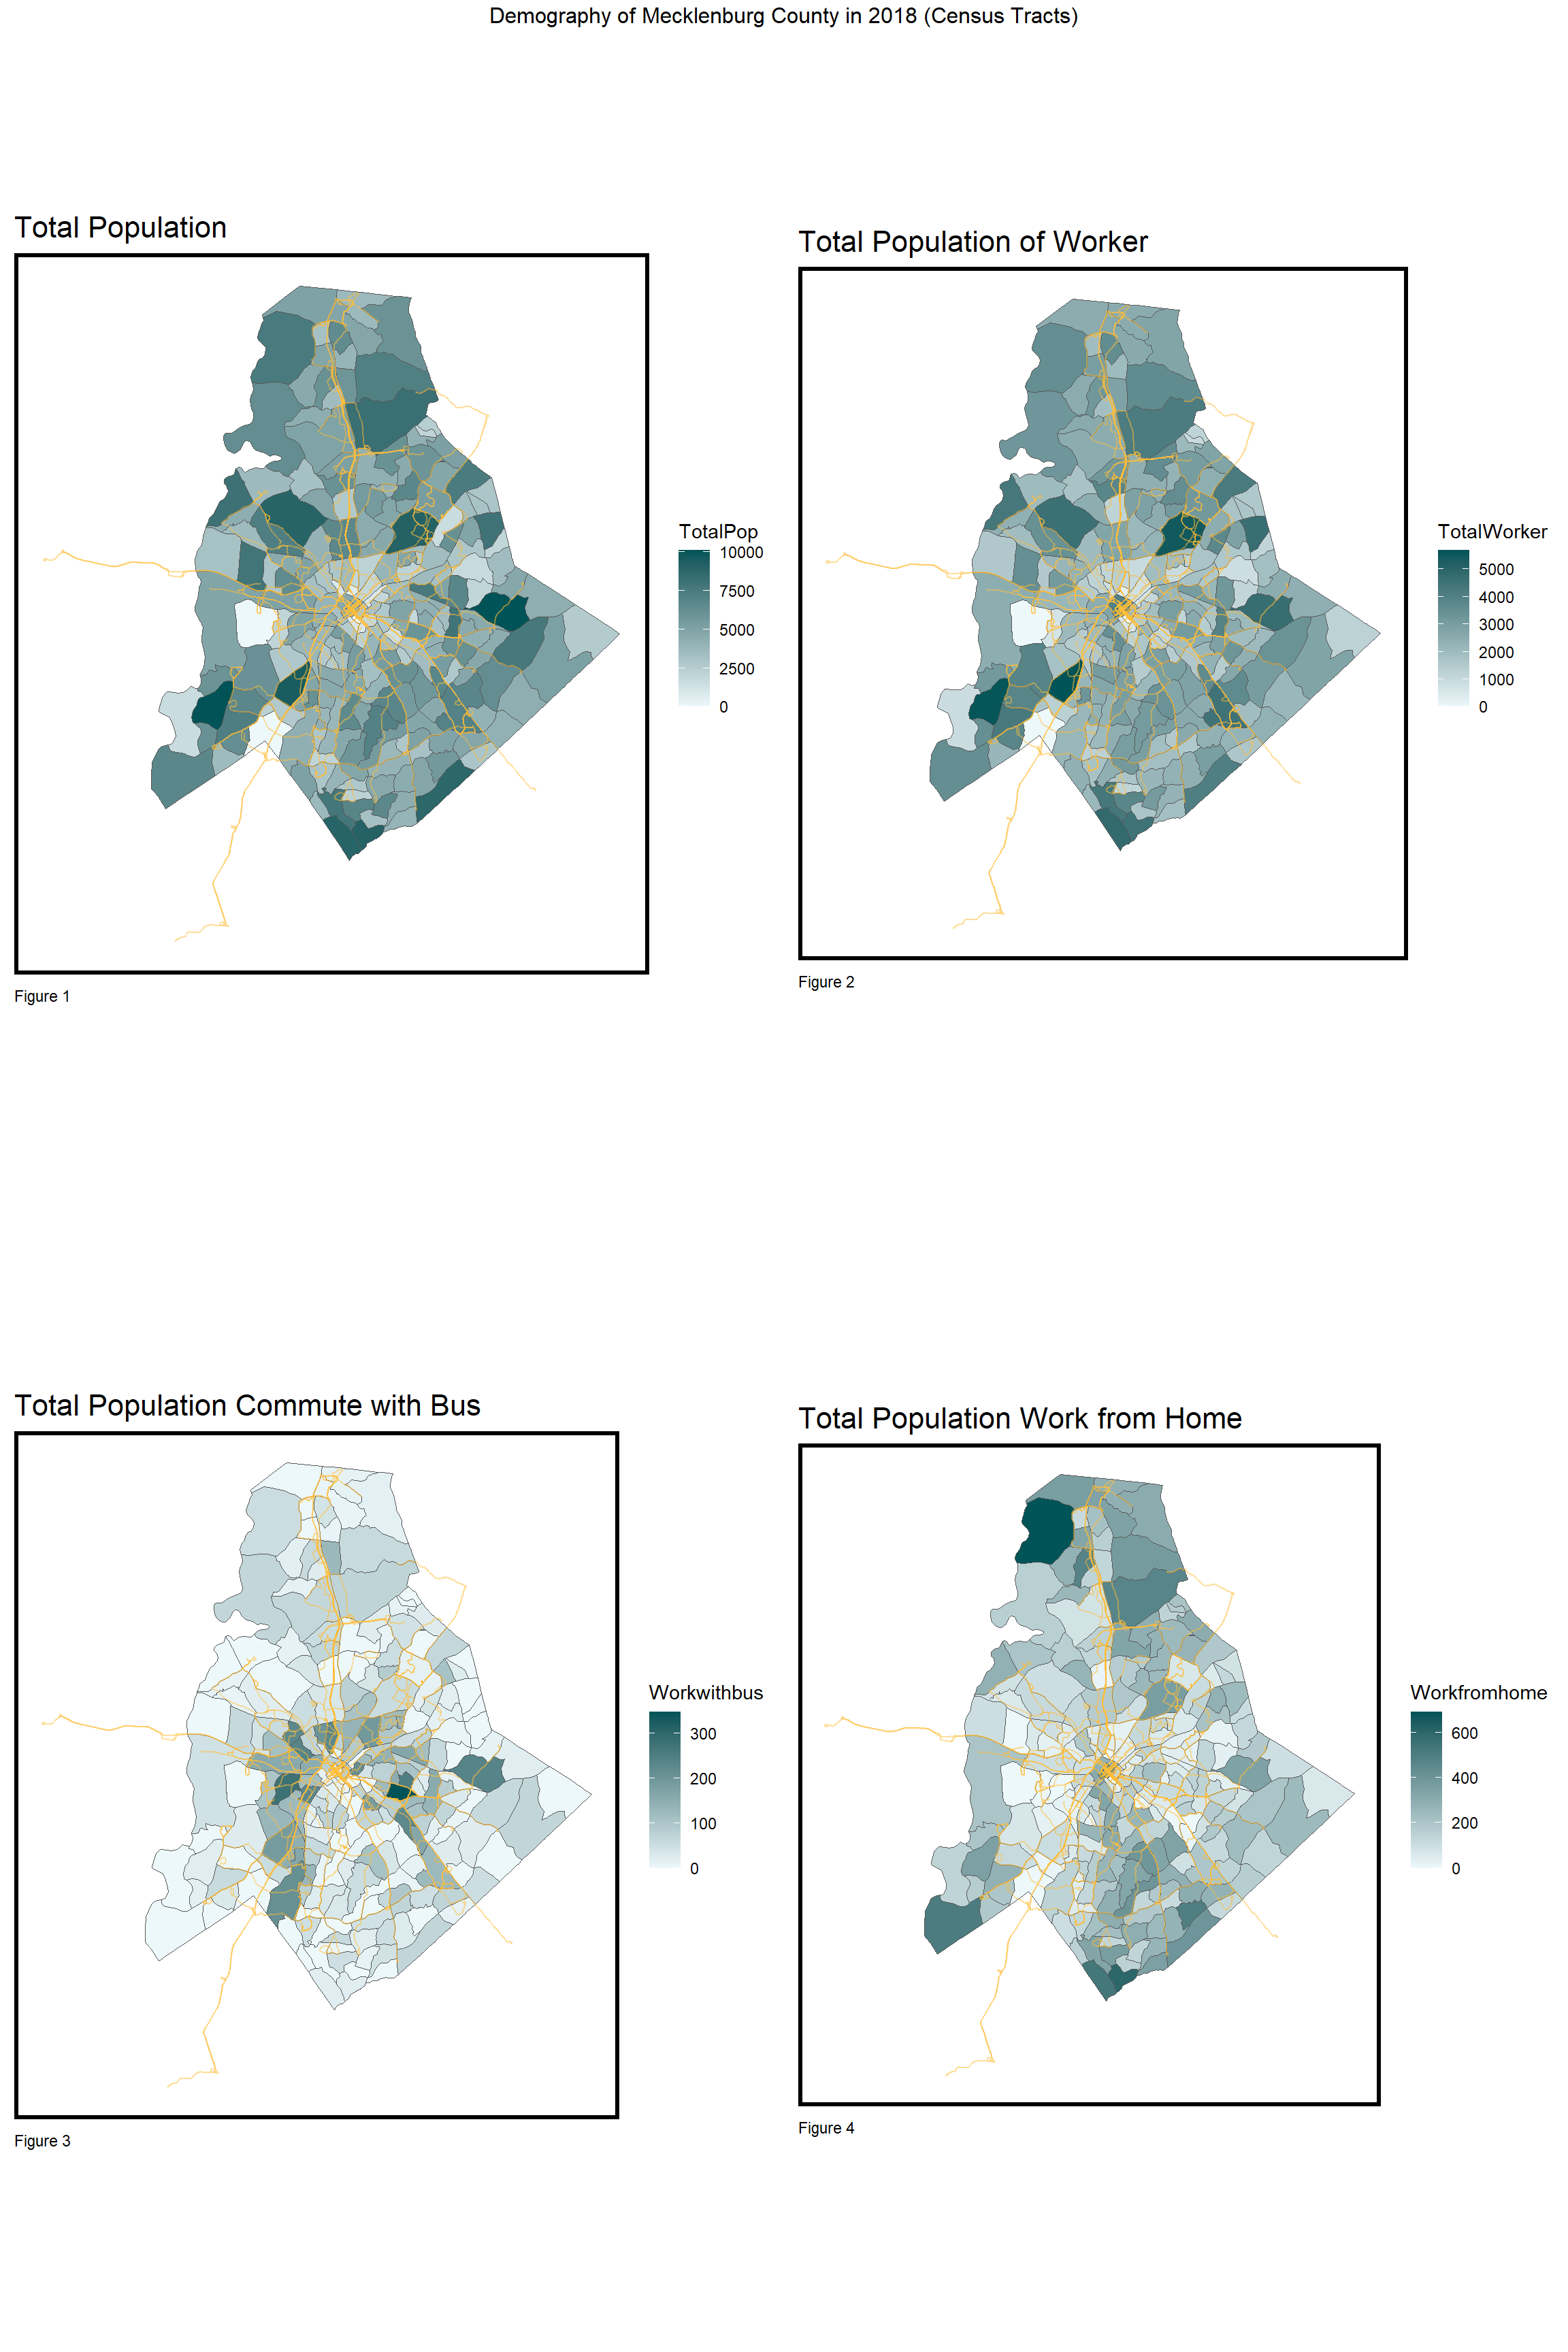 Demography of Mecklenburg County in 2018 (Census Tracts)
Total Population
TotalPop
10000
7500
5000
2500
0
Figure 1
Total Population of Worker
TotalWorker
5000
4000
3000
2000
1000
0
Figure 2
Total Population Commute with Bus
Workwithbus
300
200
100
0
Figure 3
Total Population Work from Home
Workfromhome
600
400
200
0
Figure 4